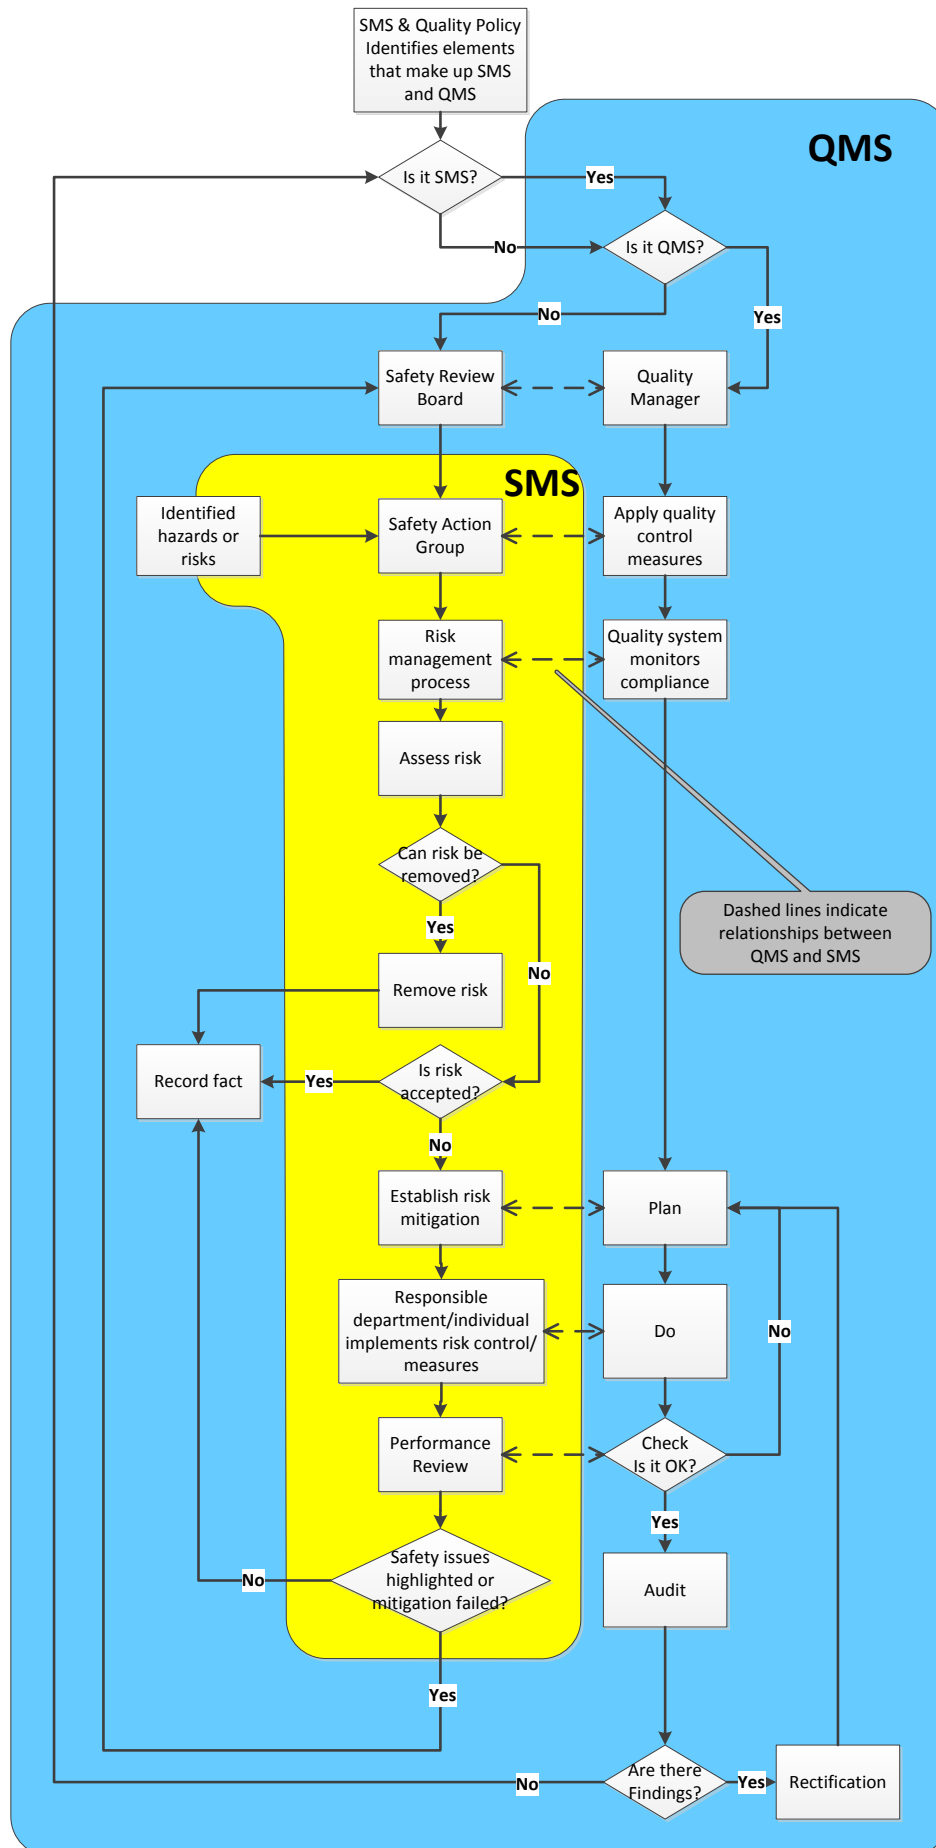 SMS & Quality Policy
Identifies elements
that make up SMS
and QMS
QMS
Is it SMS?
Yes
No
Is it QMS?
No
Yes
Safety Review
Board
Quality
Manager
SMS
Identified
hazards or
risks
Safety Action
Group
Apply quality
control
measures
Risk
management
process
Quality system
monitors
compliance
Assess risk
Can risk be
removed?
Yes
No
Dashed lines indicate
relationships between
QMS and SMS
Remove risk
Record fact
Yes
Is risk
accepted?
No
Establish risk
mitigation
Plan
Responsible
department/individual
implements risk control/
measures
Do
No
Performance
Review
Check
Is it OK?
Yes
Safety issues
highlighted or
mitigation failed?
No
Audit
Yes
Are there
Findings?
No
Yes
Rectification